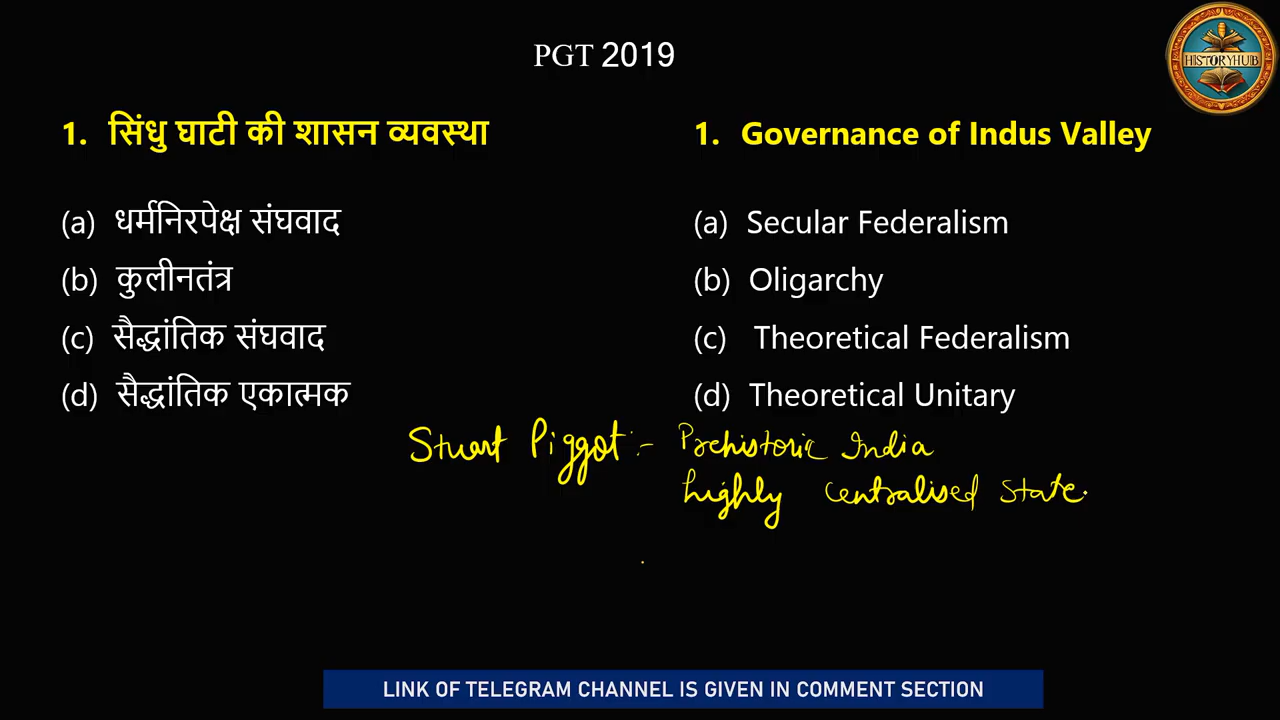 PGT 2019
HISTORYHUB
1. सिंधु घाटी की शासन व्यवस्था
(a) धर्मनिरपेक्ष संघवाद
(b) कुलीनतंत्र
(c) सैद्धांतिक संघवाद
(d) सैद्धांतिक एकात्मक
1. Governance of Indus Valley
(a) Secular Federalism
(b) Oligarchy
(c) Theoretical Federalism
(d) Theoretical Unitary
Stuart Piggot :- Prehistoric India
highly centralised state.
LINK OF TELEGRAM CHANNEL IS GIVEN IN COMMENT SECTION